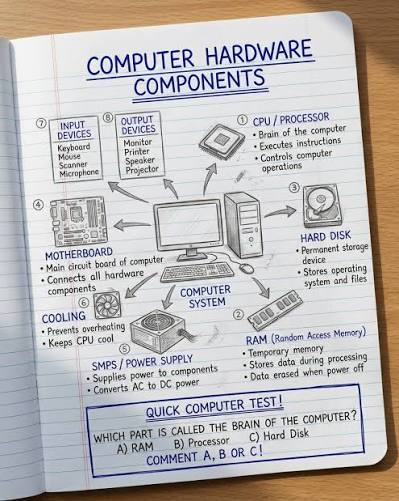 COMPUTER HARDWARE
COMPONENTS
⑦
INPUT
DEVICES
Keyboard
Mouse
Scanner
Microphone
⑧
OUTPUT
DEVICES
Monitor
Printer
Speaker
Projector
①
CPU / PROCESSOR
• Brain of the computer
• Executes instructions
• Controls computer
operations
③
HARD DISK
• Permanent storage
device
• Stores operating
system and files
④
MOTHERBOARD
• Main circuit board of computer
• Connects all hardware
components
COMPUTER
SYSTEM
⑥
COOLING
• Prevents overheating
• Keeps CPU cool
⑤
SMPS / POWER SUPPLY
• Supplies power to components
• Converts AC to DC power
②
RAM (Random Access Memory)
• Temporary memory
• Stores data during processing
• Data erased when power off
QUICK COMPUTER TEST!
WHICH PART IS CALLED THE BRAIN OF THE COMPUTER?
A) RAM B) Processor C) Hard Disk
COMMENT A, B OR C!